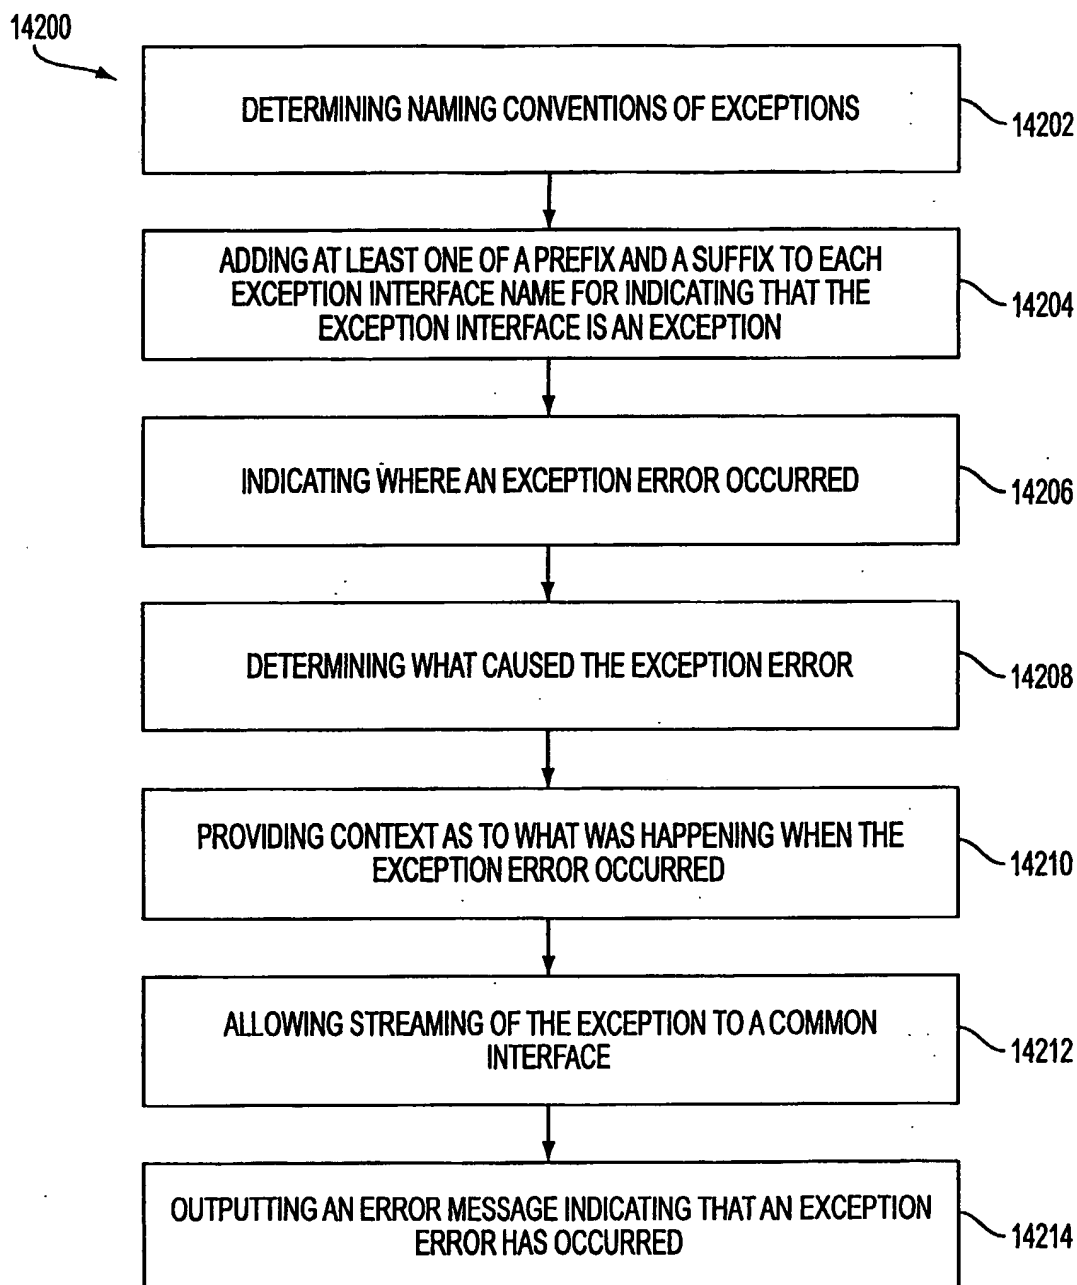 14200
DETERMINING NAMING CONVENTIONS OF EXCEPTIONS
14202
ADDING AT LEAST ONE OF A PREFIX AND A SUFFIX TO EACH
EXCEPTION INTERFACE NAME FOR INDICATING THAT THE
EXCEPTION INTERFACE IS AN EXCEPTION
14204
INDICATING WHERE AN EXCEPTION ERROR OCCURRED
14206
DETERMINING WHAT CAUSED THE EXCEPTION ERROR
14208
PROVIDING CONTEXT AS TO WHAT WAS HAPPENING WHEN THE
EXCEPTION ERROR OCCURRED
14210
ALLOWING STREAMING OF THE EXCEPTION TO A COMMON
INTERFACE
14212
OUTPUTTING AN ERROR MESSAGE INDICATING THAT AN EXCEPTION
ERROR HAS OCCURRED
14214